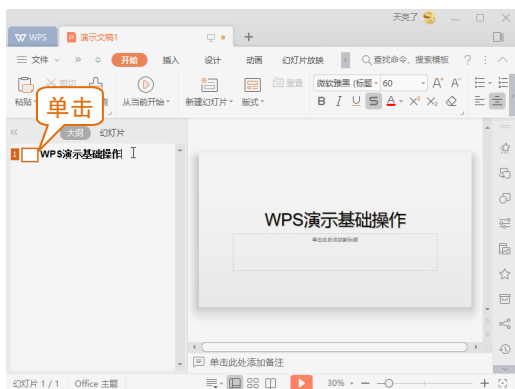 天亮了
WPS
演示文稿1
文件
开始
插入
设计
动画
幻灯片放映
查找命令、搜索模板
剪切
粘贴
从当前开始
新建幻灯片
版式
重置
微软雅黑 (标题)
60
B I U S A X² X₂
单击
大纲
幻灯片
1
WPS演示基础操作
WPS演示基础操作
单击此处添加副标题
单击此处添加备注
幻灯片 1 / 1
Office 主题
30%